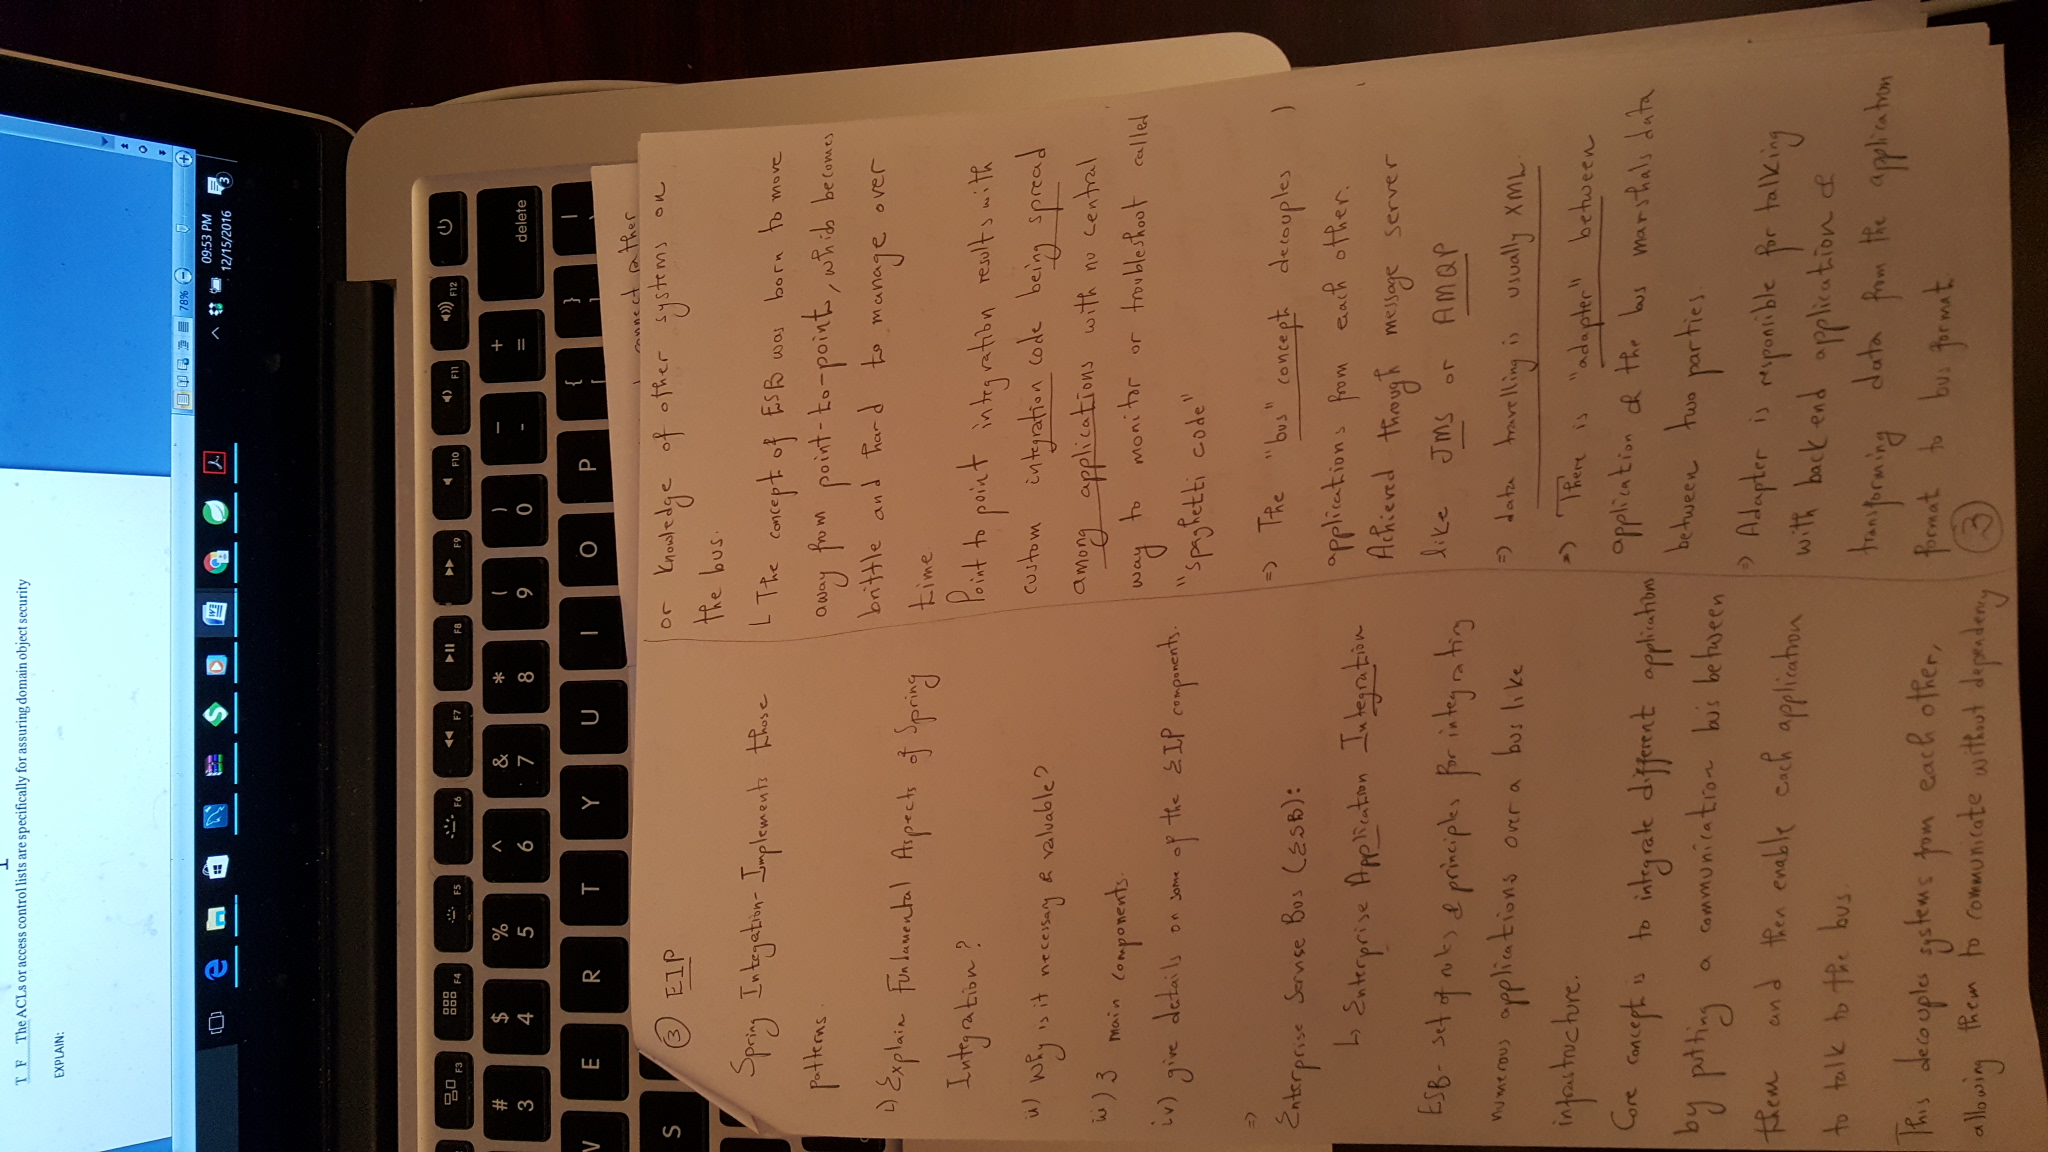 T F The ACLs or access control lists are specifically for assuring domain object security
EXPLAIN:
78%
09:53 PM
12/15/2016
3
F3 F4 F5 F6 F7 F8 F9 F10 F11 F12
# $ % ^ & * ( ) _ +
3 4 5 6 7 8 9 0 - = delete
E R T Y U I O P { } |
S
connect rather
③ EIP
Spring Integation- Implements those
patterns.
i) Explain Fundamental Aspects of Spring
Integration?
ii) Why is it necessary & valuable?
iii) 3 main components.
iv) give details on some of the EIP components.
=>
Enterprise Servise Bus (ESB):
↳ Enterprise Application Integration
ESB- set of rules & principles for integrating
numerous applications over a bus like
infrastructure.
Core concept is to integrate different applications
by putting a communication bus between
them and then enable each application
to talk to the bus.
This decouples systems from each other,
allowing them to communicate without dependency
or knowledge of other systems on
the bus.
└ The concept of ESB was born to move
away from point-to-point, which becomes
brittle and hard to manage over
time.
Point to point integration results with
custom integration code being spread
among applications with no central
way to monitor or troubleshoot called
"spaghetti code"
=> The "bus" concept decouples
applications from each other.
Achieved through message server
like JMS or AMQP
=> data travelling is usually XML.
=> There is "adapter" between
application & the bus marshals data
between two parties.
=> Adapter is responsible for talking
with back end application &
transforming data from the application
format to bus format.
③